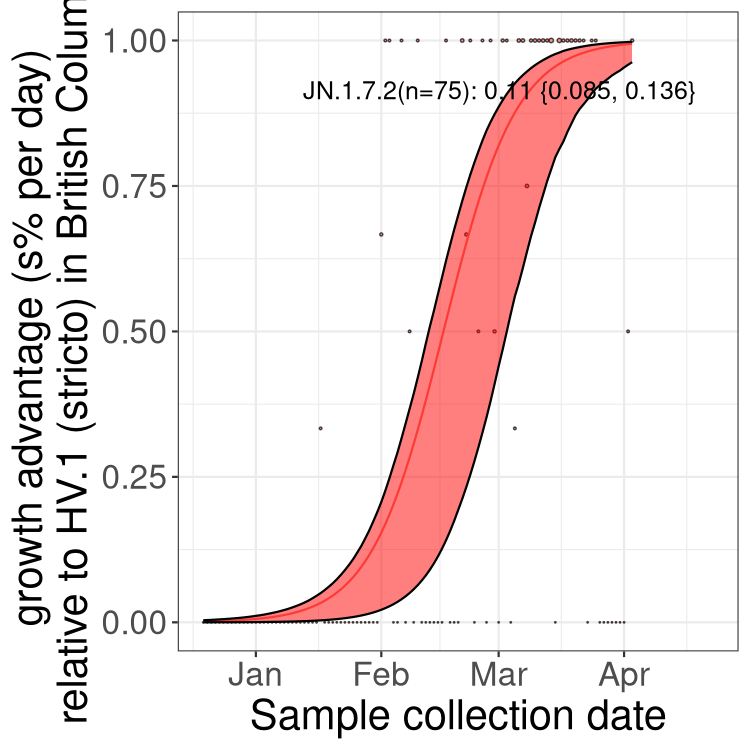 growth advantage (s% per day)
relative to HV.1 (stricto) in British Colum
1.00
0.75
0.50
0.25
0.00
JN.1.7.2(n=75): 0.11 {0.085, 0.136}
Jan Feb Mar Apr
Sample collection date